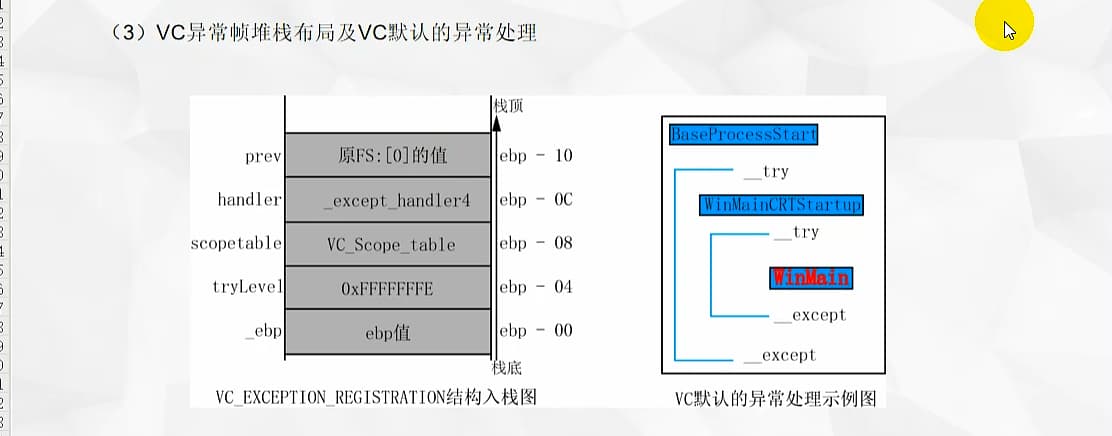 （3）VC异常帧堆栈布局及VC默认的异常处理
栈顶
prev 原FS:[0]的值 ebp - 10
handler _except_handler4 ebp - 0C
scopetable VC_Scope_table ebp - 08
tryLevel 0xFFFFFFFE ebp - 04
_ebp ebp值 ebp - 00
栈底
VC_EXCEPTION_REGISTRATION结构入栈图
BaseProcessStart
__try
WinMainCRTStartup
__try
WinMain
__except
__except
VC默认的异常处理示例图